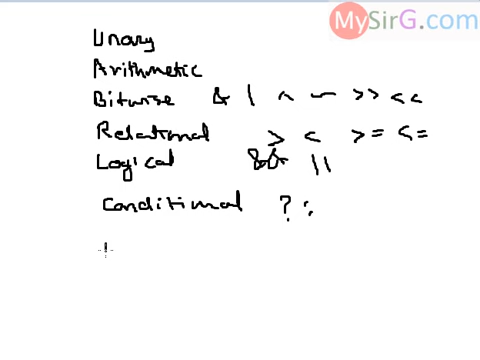 MySirG.com
Unary
Arithmetic
Bitwise & | ^ ~ >> <<
Relational > < >= <=
Logical && ||
Conditional ? :